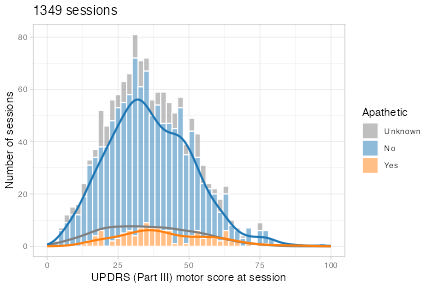 1349 sessions
Number of sessions
80
60
40
20
0
0 25 50 75 100
UPDRS (Part III) motor score at session
Apathetic
Unknown
No
Yes